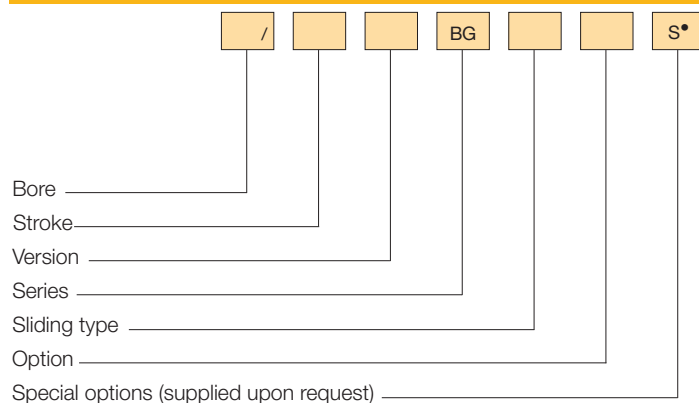 / BG S●
Bore
Stroke
Version
Series
Sliding type
Option
Special options (supplied upon request)